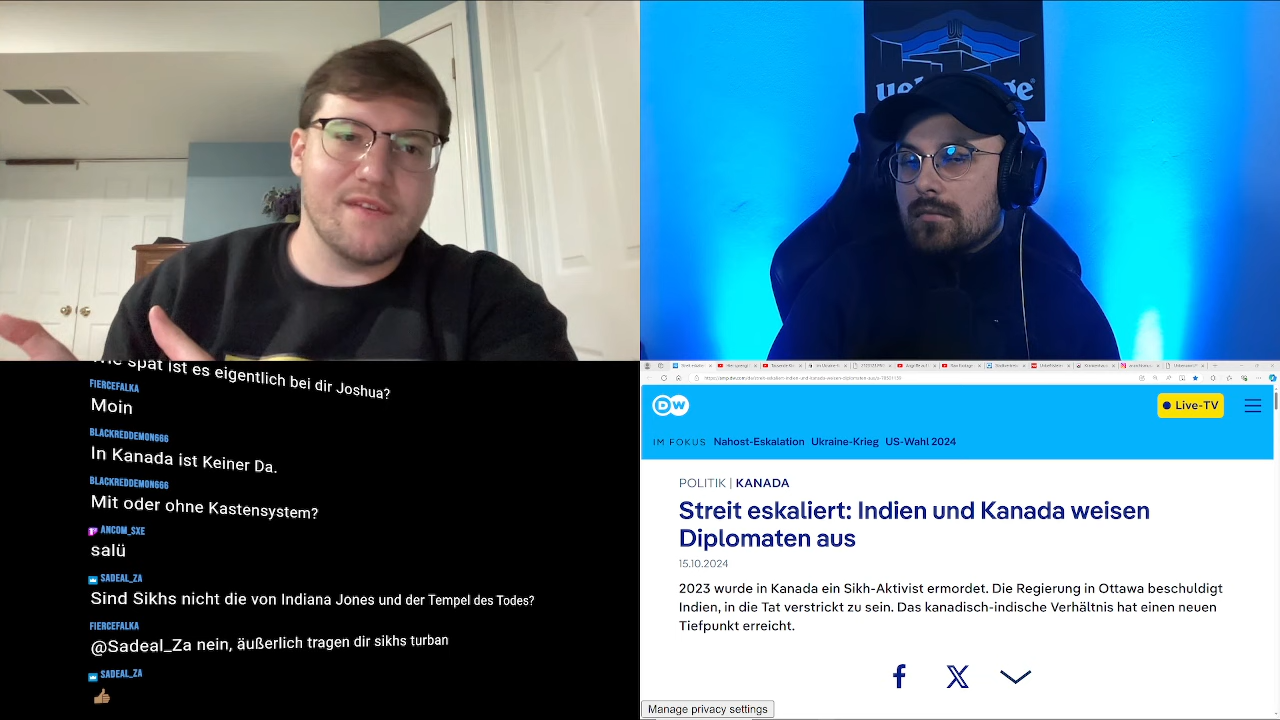 Wie spät ist es eigentlich bei dir Joshua?
FIERCEFALKA
Moin
BLACKREDDEMON666
In Kanada ist Keiner Da.
BLACKREDDEMON666
Mit oder ohne Kastensystem?
ANCOM_SXE
salü
SADEAL_ZA
Sind Sikhs nicht die von Indiana Jones und der Tempel des Todes?
FIERCEFALKA
@Sadeal_Za nein, äußerlich tragen dir sikhs turban
SADEAL_ZA
DW
Live-TV
IM FOKUS Nahost-Eskalation Ukraine-Krieg US-Wahl 2024
POLITIK | KANADA
Streit eskaliert: Indien und Kanada weisen
Diplomaten aus
15.10.2024
2023 wurde in Kanada ein Sikh-Aktivist ermordet. Die Regierung in Ottawa beschuldigt
Indien, in die Tat verstrickt zu sein. Das kanadisch-indische Verhältnis hat einen neuen
Tiefpunkt erreicht.
Manage privacy settings